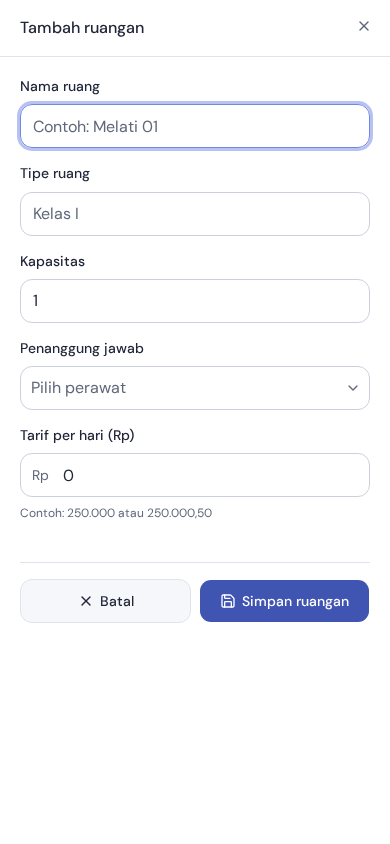 Tambah ruangan
Nama ruang
Contoh: Melati 01
Tipe ruang
Kelas I
Kapasitas
1
Penanggung jawab
Pilih perawat
Tarif per hari (Rp)
Rp 0
Contoh: 250.000 atau 250.000,50
Batal
Simpan ruangan